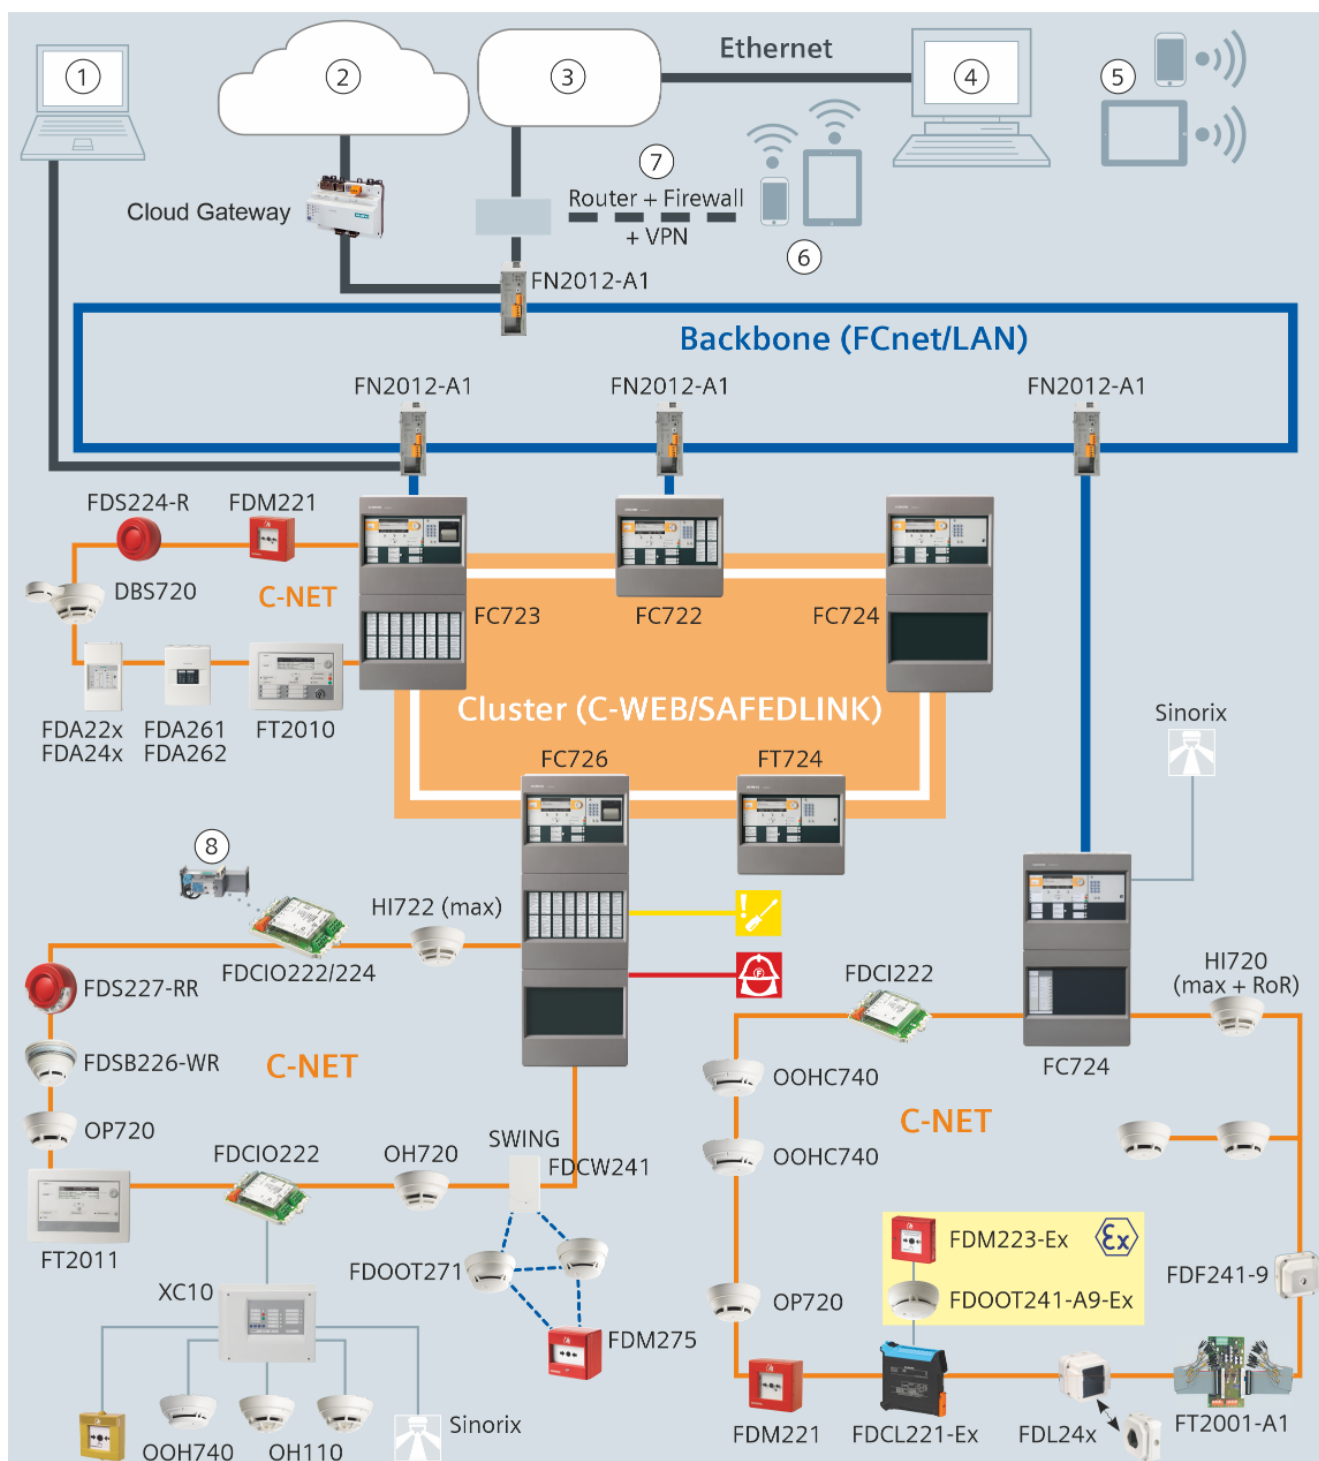 Ethernet
1
2
3
4
5
7
Cloud Gateway
Router + Firewall
+ VPN
6
FN2012-A1
Backbone (FCnet/LAN)
FN2012-A1
FN2012-A1
FN2012-A1
FDS224-R
FDM221
DBS720
C-NET
FC723
FC722
FC724
Cluster (C-WEB/SAFEDLINK)
FDA22x
FDA24x
FDA261
FDA262
FT2010
Sinorix
FC726
FT724
8
HI722 (max)
FDCIO222/224
FDS227-RR
F
FDCI222
HI720
(max + RoR)
FDSB226-WR
C-NET
FC724
OOHC740
OP720
SWING
C-NET
FDCIO222
OH720
FDCW241
OOHC740
FT2011
FDOOT271
FDM223-Ex
Ex
FDF241-9
XC10
OP720
FDOOT241-A9-Ex
FDM275
Sinorix
OOH740
OH110
FDM221
FDCL221-Ex
FDL24x
FT2001-A1